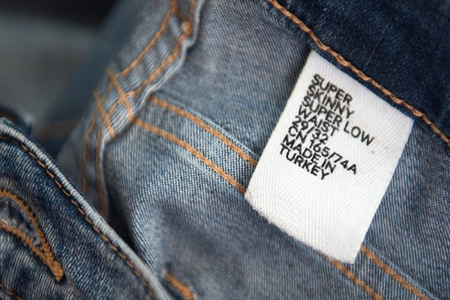 SUPER
SKINNY
SUPER LOW
WAIST
29/32
CN 165/74A
MADE IN
TURKEY